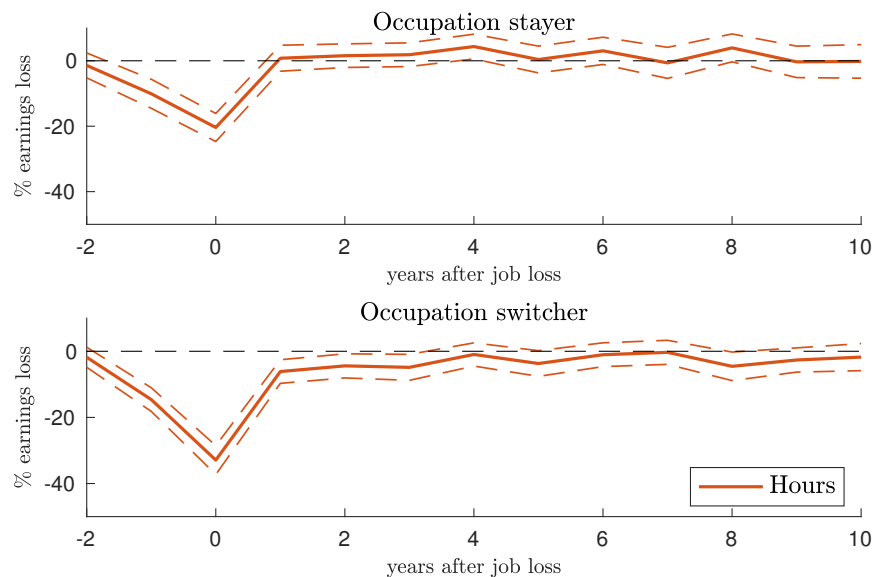 Occupation stayer
% earnings loss
0
-20
-40
-2 0 2 4 6 8 10
years after job loss
Occupation switcher
% earnings loss
0
-20
-40
Hours
-2 0 2 4 6 8 10
years after job loss